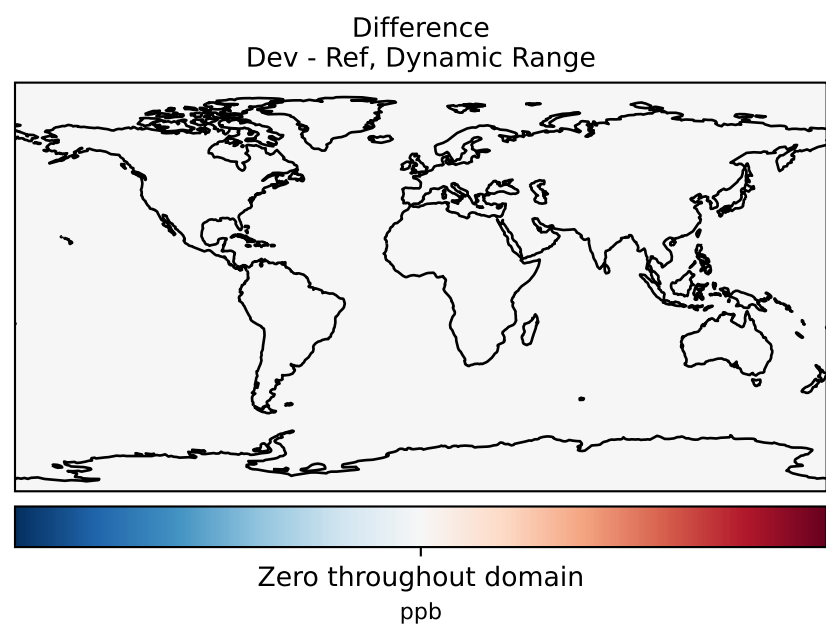 Difference
Dev - Ref, Dynamic Range
Zero throughout domain
ppb